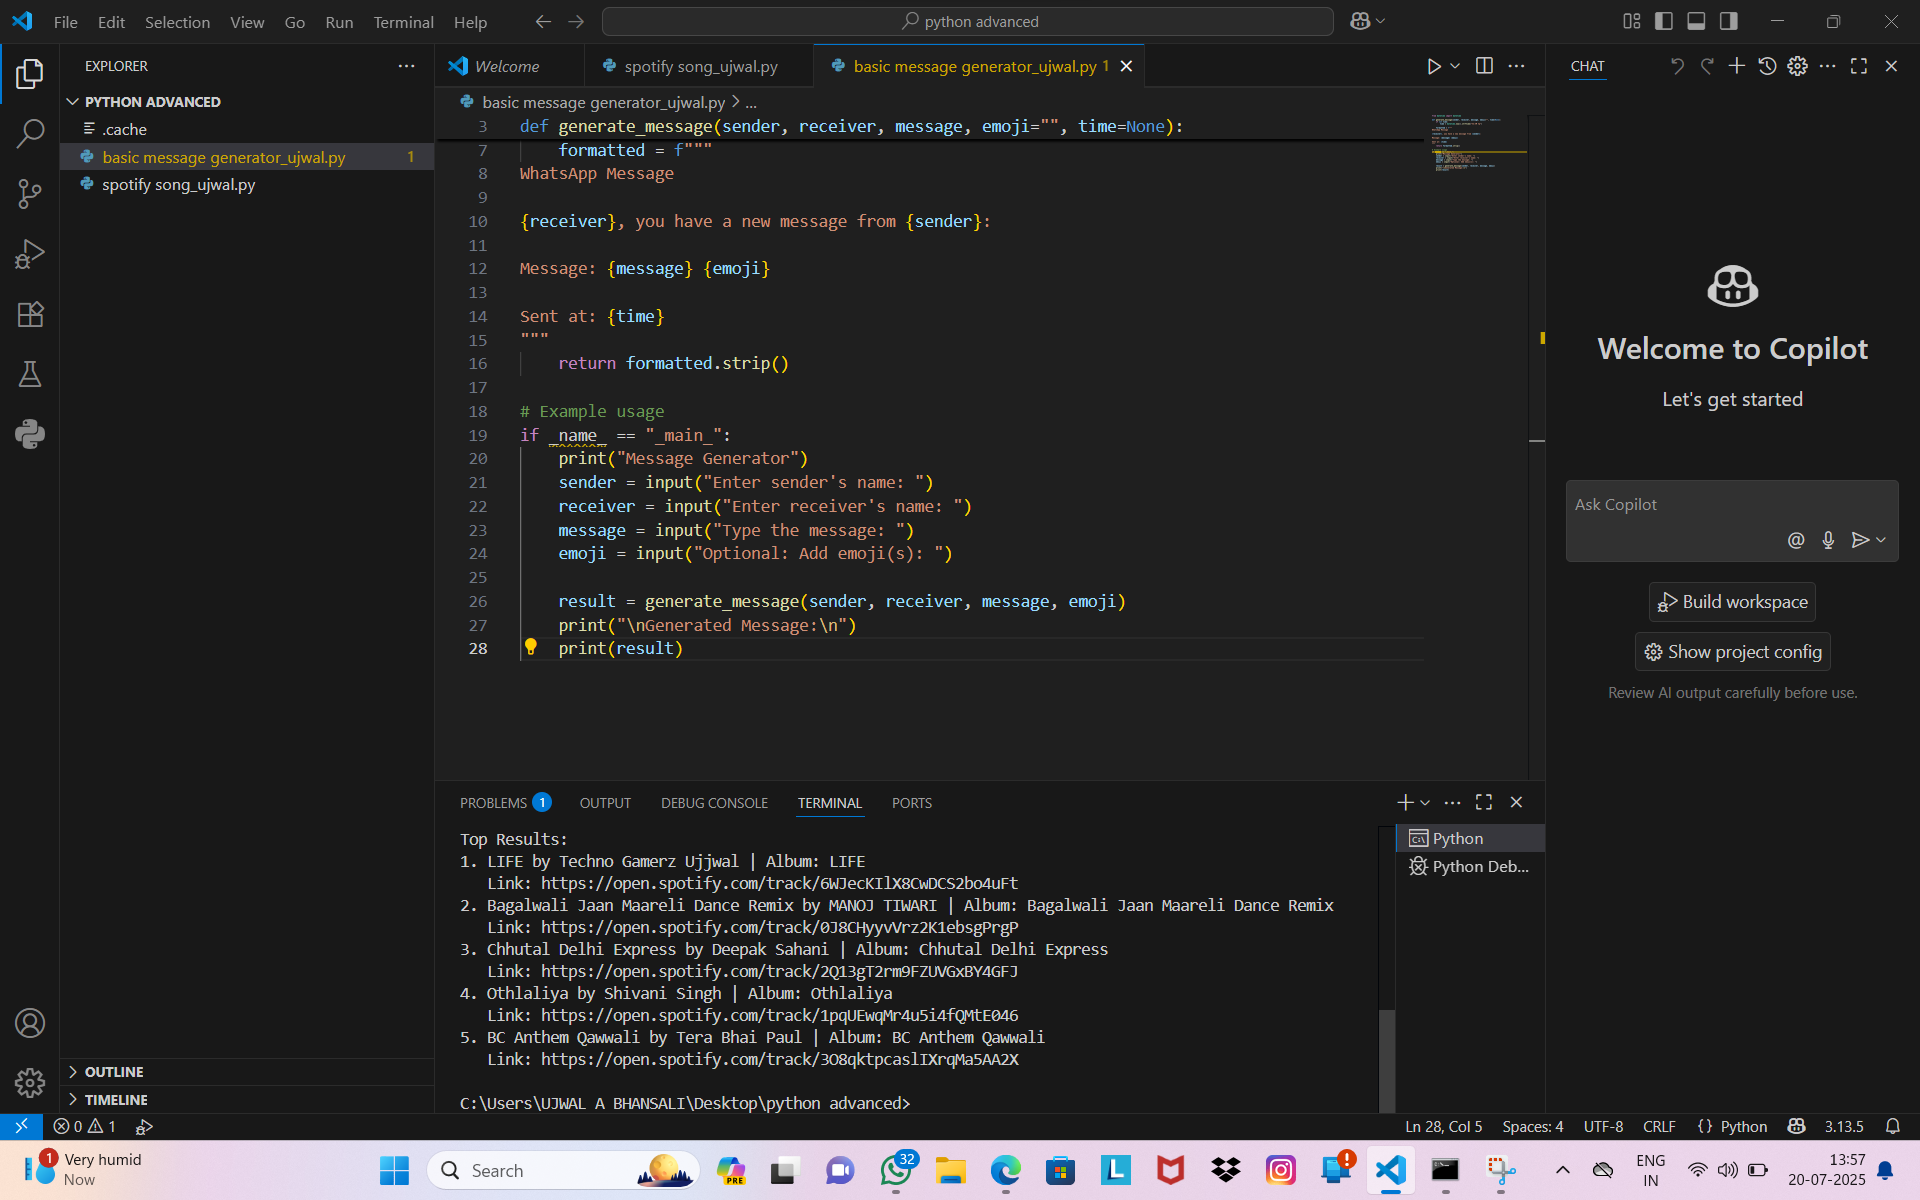 File Edit Selection View Go Run Terminal Help
python advanced
EXPLORER
PYTHON ADVANCED
.cache
basic message generator_ujwal.py 1
spotify song_ujwal.py
OUTLINE
TIMELINE
Welcome
spotify song_ujwal.py
basic message generator_ujwal.py 1
basic message generator_ujwal.py > ...
3 def generate_message(sender, receiver, message, emoji="", time=None):
7 formatted = f"""
8 WhatsApp Message
9
10 {receiver}, you have a new message from {sender}:
11
12 Message: {message} {emoji}
13
14 Sent at: {time}
15 """
16 return formatted.strip()
17
18 # Example usage
19 if _name_ == "_main_":
20 print("Message Generator")
21 sender = input("Enter sender's name: ")
22 receiver = input("Enter receiver's name: ")
23 message = input("Type the message: ")
24 emoji = input("Optional: Add emoji(s): ")
25
26 result = generate_message(sender, receiver, message, emoji)
27 print("\nGenerated Message:\n")
28 print(result)
PROBLEMS 1 OUTPUT DEBUG CONSOLE TERMINAL PORTS
Top Results:
1. LIFE by Techno Gamerz Ujjwal | Album: LIFE
Link: https://open.spotify.com/track/6WJecKIlX8CwDCS2bo4uFt
2. Bagalwali Jaan Maareli Dance Remix by MANOJ TIWARI | Album: Bagalwali Jaan Maareli Dance Remix
Link: https://open.spotify.com/track/0J8CHyyvVrz2K1ebsgPrgP
3. Chhutal Delhi Express by Deepak Sahani | Album: Chhutal Delhi Express
Link: https://open.spotify.com/track/2Q13gT2rm9FZUVGxBY4GFJ
4. Othlaliya by Shivani Singh | Album: Othlaliya
Link: https://open.spotify.com/track/1pqUEwqMr4u5i4fQMtE046
5. BC Anthem Qawwali by Tera Bhai Paul | Album: BC Anthem Qawwali
Link: https://open.spotify.com/track/3O8qktpcaslIXrqMa5AA2X
C:\Users\UJWAL A BHANSALI\Desktop\python advanced>
Python
Python Deb...
CHAT
Welcome to Copilot
Let's get started
Ask Copilot
Build workspace
Show project config
Review AI output carefully before use.
0 1
Ln 28, Col 5 Spaces: 4 UTF-8 CRLF {} Python 3.13.5
1
Very humid
Now
Search
PRE
32
L
ENG
IN
13:57
20-07-2025